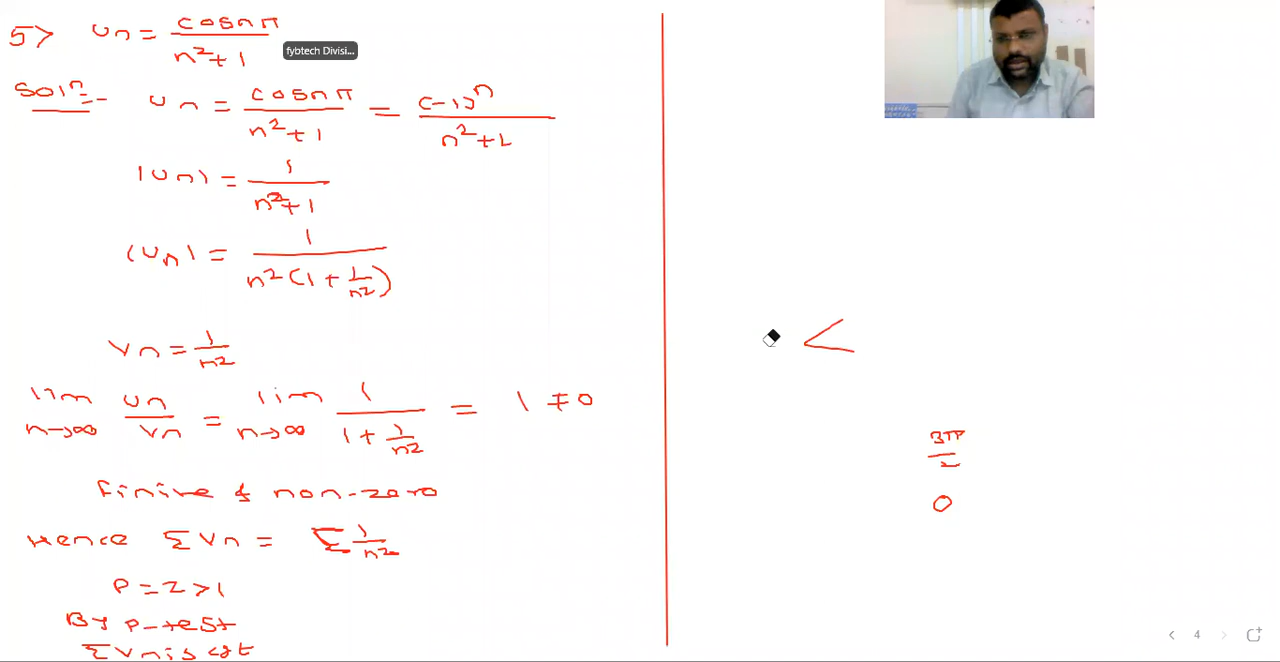 5> un = cosnπ / n²+1
fybtech Divisi...
Solⁿ:- un = cosnπ / n²+1 = (-1)ⁿ / n²+1
|un| = 1 / n²+1
|un| = 1 / n²(1 + 1/n²)
vn = 1/n²
lim n→∞ un/vn = lim n→∞ 1 / 1 + 1/n² = 1 ≠ 0
finite & non-zero
Hence Σvn = Σ 1/n²
P = 2 > 1
By P-test
Σvn is cgt
<
3π/2
0
4